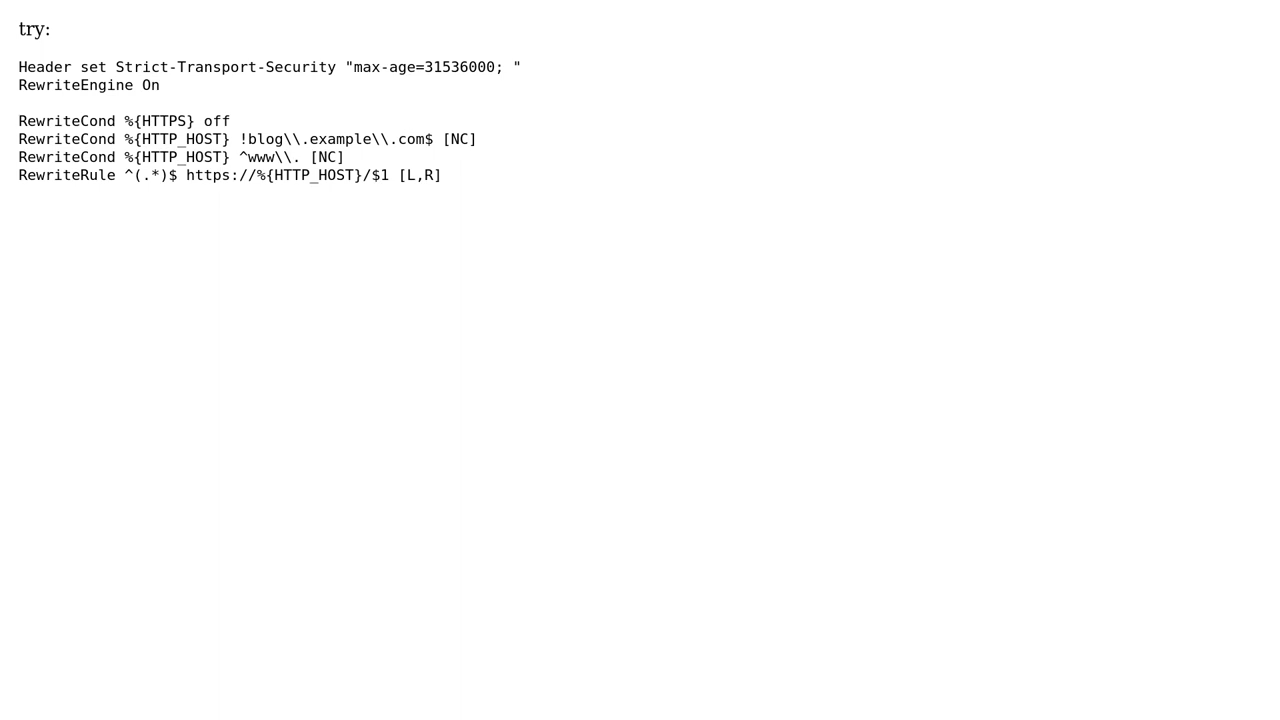 try:
Header set Strict-Transport-Security "max-age=31536000; "
RewriteEngine On
RewriteCond %{HTTPS} off
RewriteCond %{HTTP_HOST} !blog\\.example\\.com$ [NC]
RewriteCond %{HTTP_HOST} ^www\\. [NC]
RewriteRule ^(.*)$ https://%{HTTP_HOST}/$1 [L,R]